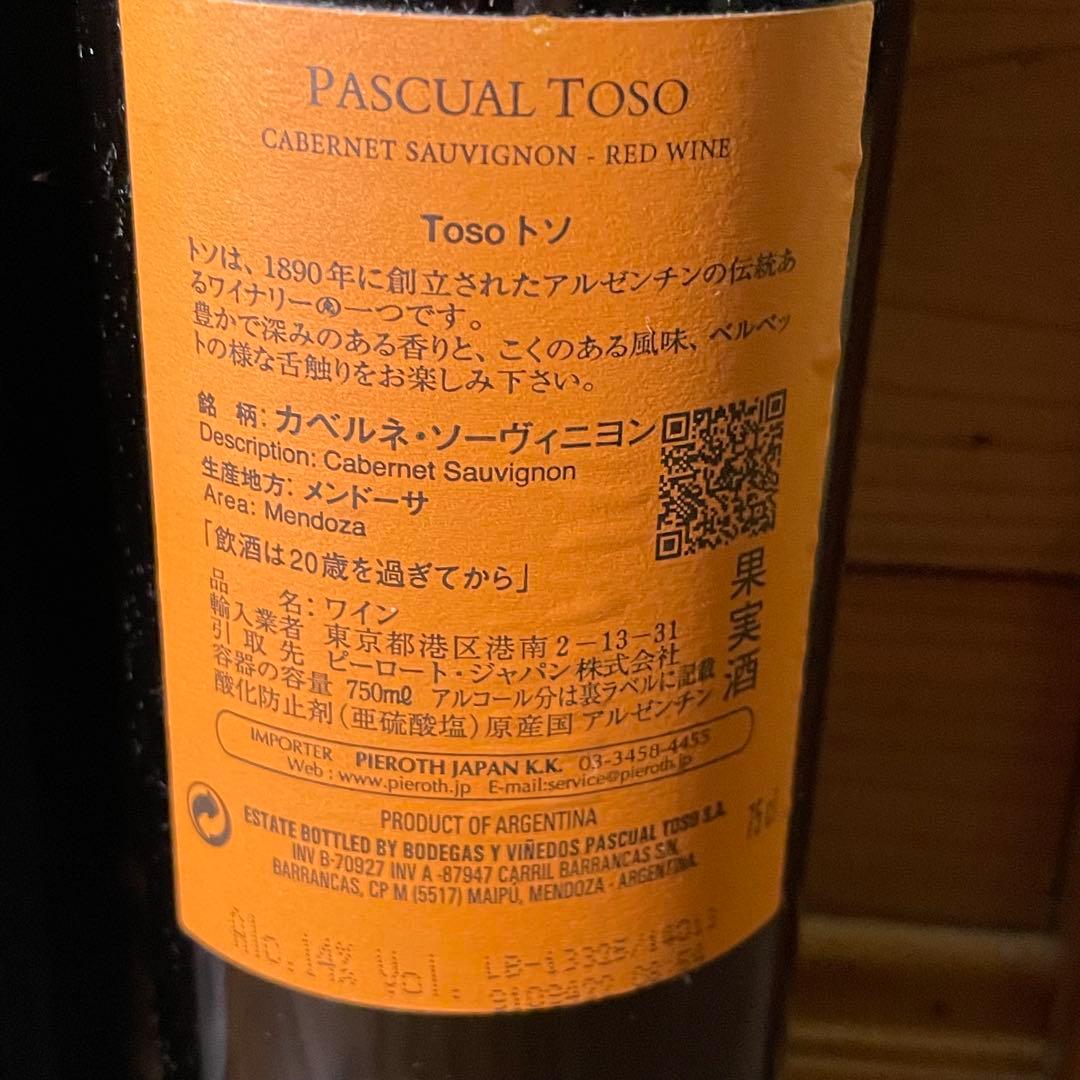 PASCUAL TOSO
CABERNET SAUVIGNON - RED WINE
Toso トソ
トソは、1890年に創立されたアルゼンチンの伝統あ
るワイナリーの一つです。
豊かで深みのある香りと、こくのある風味、ベルベッ
トの様な舌触りをお楽しみ下さい。
銘 柄: カベルネ・ソーヴィニヨン
Description: Cabernet Sauvignon
生産地方: メンドーサ
Area: Mendoza
「飲酒は20歳を過ぎてから」
果実酒
品 名: ワイン
輸入業者 東京都港区港南2-13-31
引取先 ピーロート・ジャパン株式会社
容器の容量 750mℓ アルコール分は裏ラベルに記載
酸化防止剤(亜硫酸塩)原産国 アルゼンチン
IMPORTER PIEROTH JAPAN K.K. 03-3458-4455
Web : www.pieroth.jp E-mail:service@pieroth.jp
PRODUCT OF ARGENTINA
ESTATE BOTTLED BY BODEGAS Y VIÑEDOS PASCUAL TOSO S.A.
75 cl
INV B-70927 INV A -87947 CARRIL BARRANCAS S/N,
BARRANCAS, CP M (5517) MAIPÚ, MENDOZA - ARGENTINA.
Alc.14% Vol.